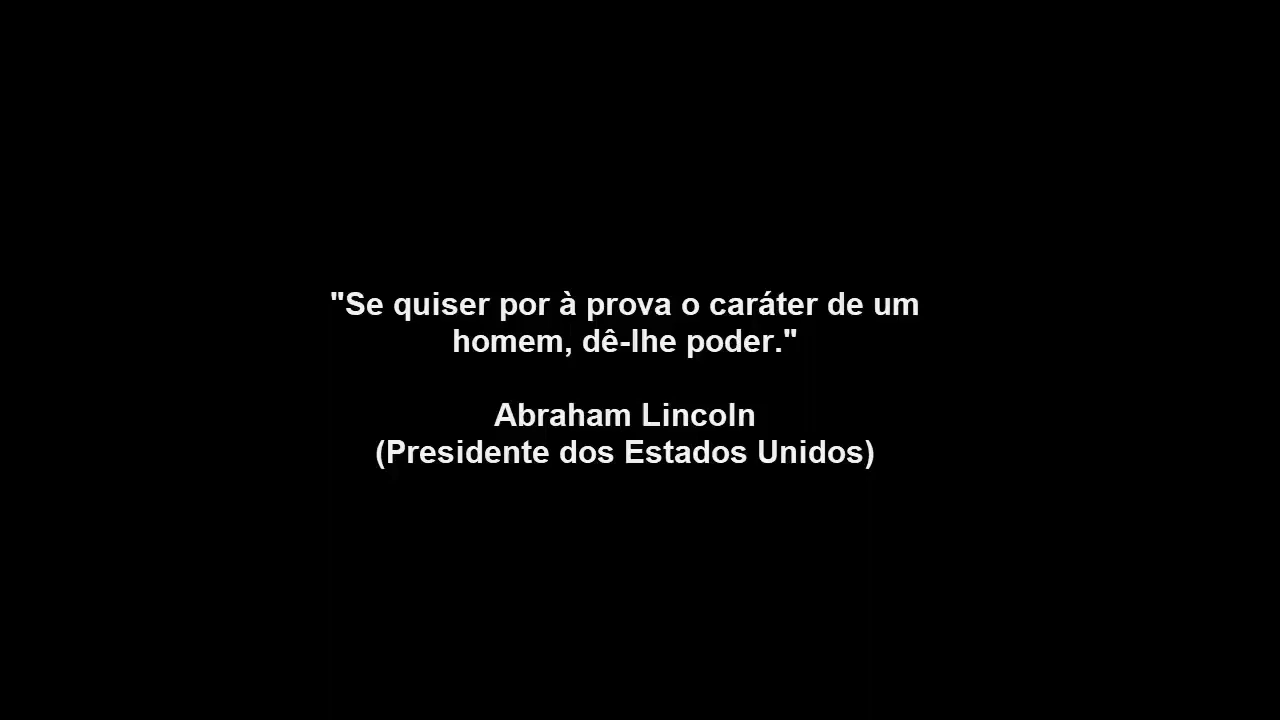 "Se quiser por à prova o caráter de um
homem, dê-lhe poder."
Abraham Lincoln
(Presidente dos Estados Unidos)